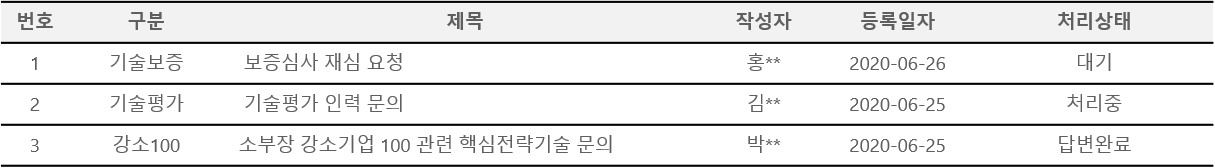 번호 구분 제목 작성자 등록일자 처리상태
1 기술보증 보증심사 재심 요청 홍** 2020-06-26 대기
2 기술평가 기술평가 인력 문의 김** 2020-06-25 처리중
3 강소100 소부장 강소기업 100 관련 핵심전략기술 문의 박** 2020-06-25 답변완료